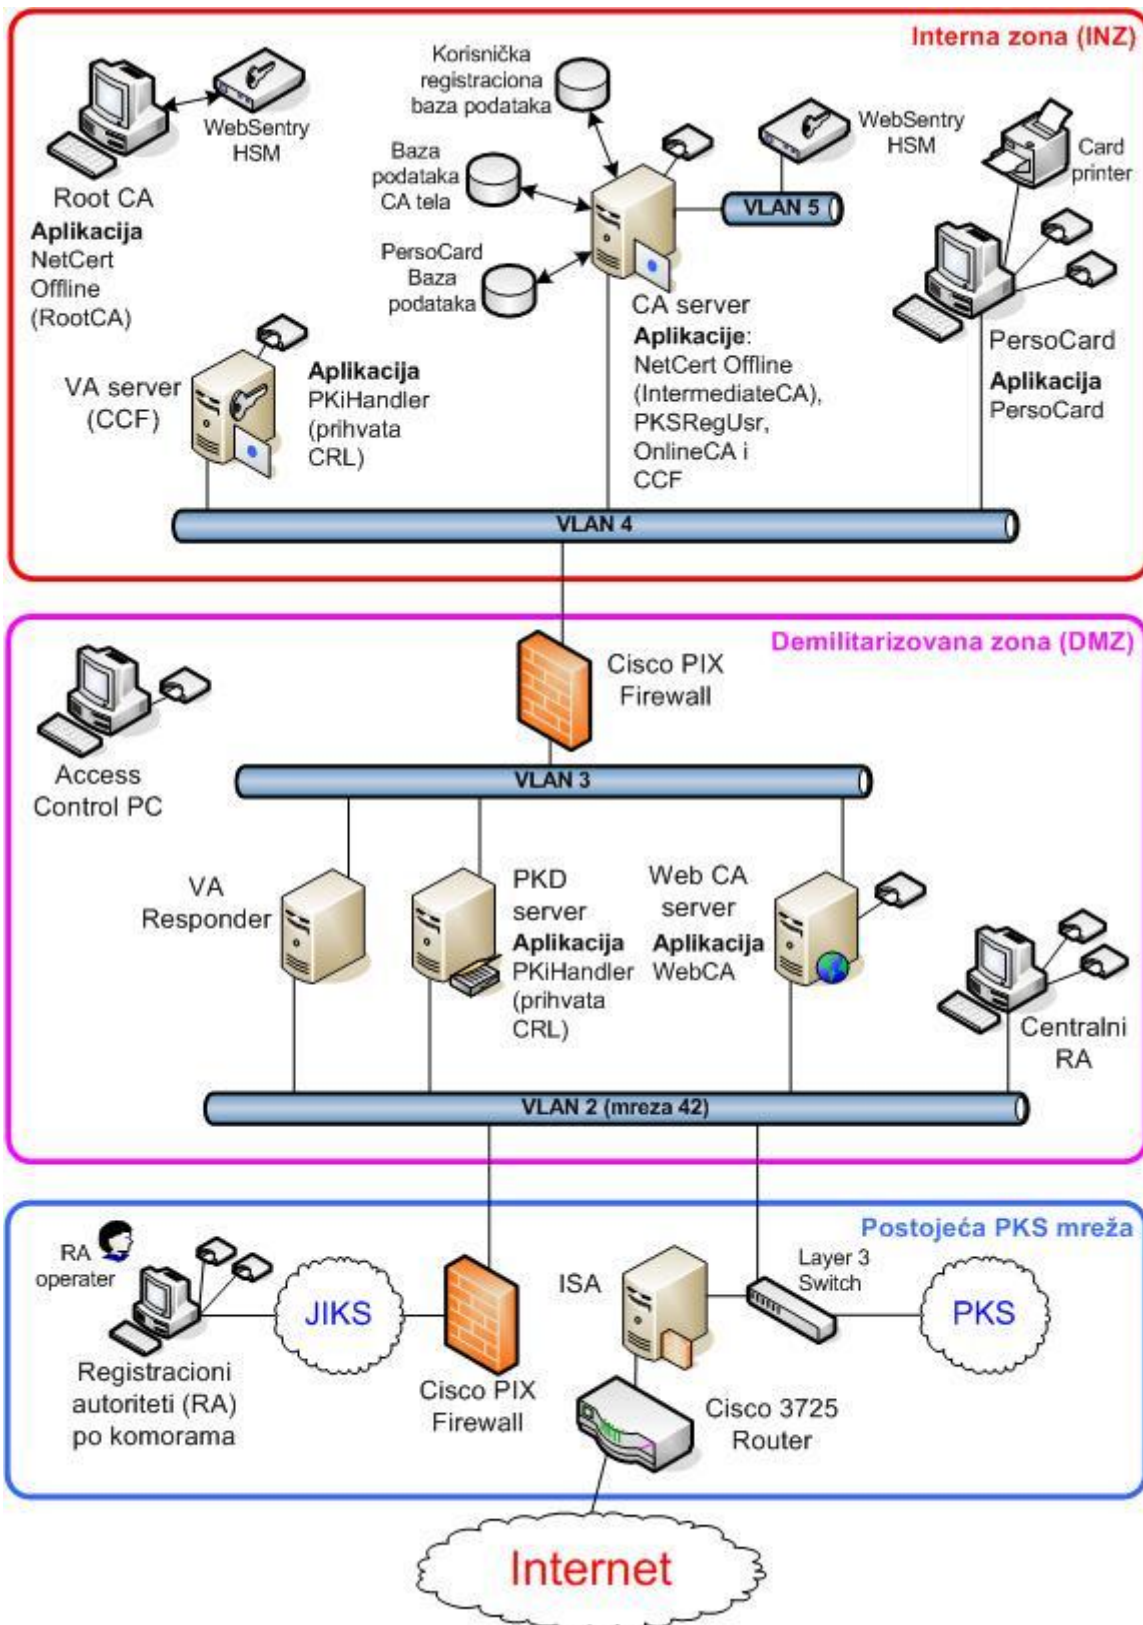 Interna zona (INZ)
Korisnička
registraciona
baza podataka
WebSentry
HSM
WebSentry
HSM
Card
printer
Baza
podataka
CA tela
Root CA
Aplikacija
NetCert
Offline
(RootCA)
VLAN 5
PersoCard
Baza
podataka
CA server
Aplikacije:
NetCert Offline
(IntermediateCA),
PKSRegUsr,
OnlineCA i
CCF
PersoCard
Aplikacija
PersoCard
VA server
(CCF)
Aplikacija
PKiHandler
(prihvata
CRL)
VLAN 4
Demilitarizovana zona (DMZ)
Cisco PIX
Firewall
Access
Control PC
VLAN 3
VA
Responder
PKD
server
Aplikacija
PKiHandler
(prihvata
CRL)
Web CA
server
Aplikacija
WebCA
Centralni
RA
VLAN 2 (mreza 42)
Postojeća PKS mreža
RA
operater
JIKS
ISA
Layer 3
Switch
PKS
Registracioni
autoriteti (RA)
po komorama
Cisco PIX
Firewall
Cisco 3725
Router
Internet